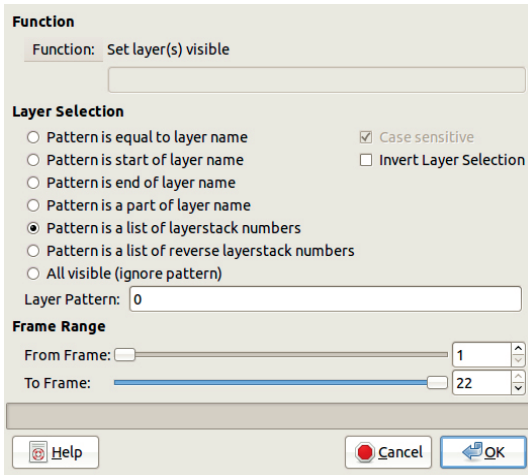 Function
Function: Set layer(s) visible
Layer Selection
Pattern is equal to layer name Case sensitive
Pattern is start of layer name Invert Layer Selection
Pattern is end of layer name
Pattern is a part of layer name
Pattern is a list of layerstack numbers
Pattern is a list of reverse layerstack numbers
All visible (ignore pattern)
Layer Pattern: 0
Frame Range
From Frame: 1
To Frame: 22
Help Cancel OK